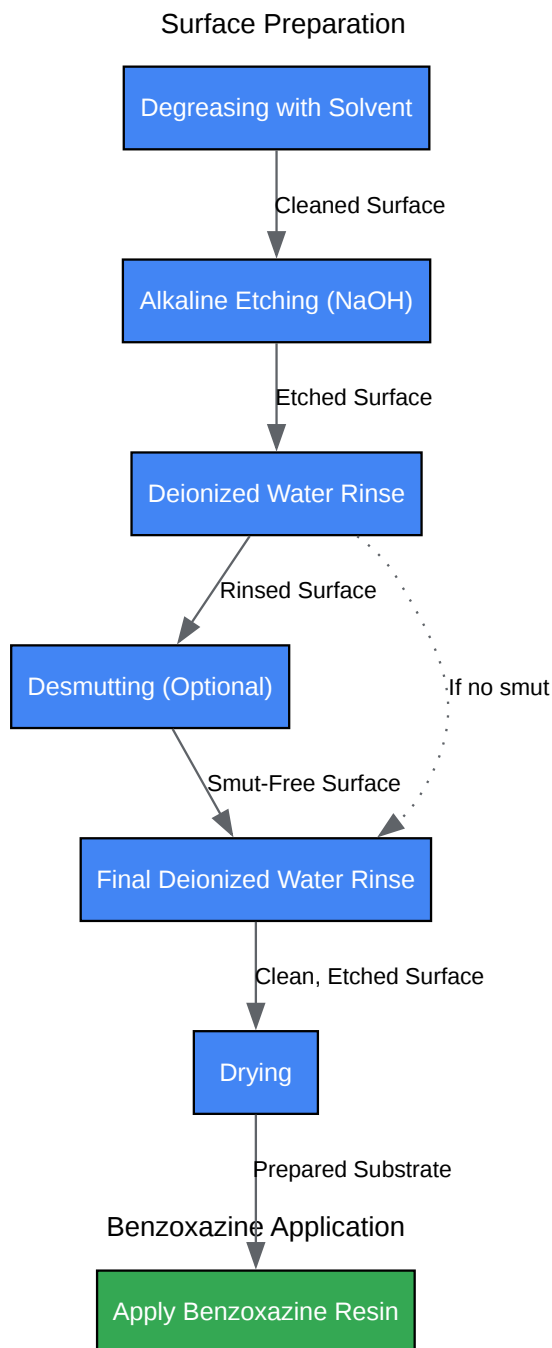 Surface Preparation
Degreasing with Solvent
Cleaned Surface
Alkaline Etching (NaOH)
Etched Surface
Deionized Water Rinse
Rinsed Surface
Desmutting (Optional)
If no smut
Smut-Free Surface
Final Deionized Water Rinse
Clean, Etched Surface
Drying
Prepared Substrate
Benzoxazine Application
Apply Benzoxazine Resin